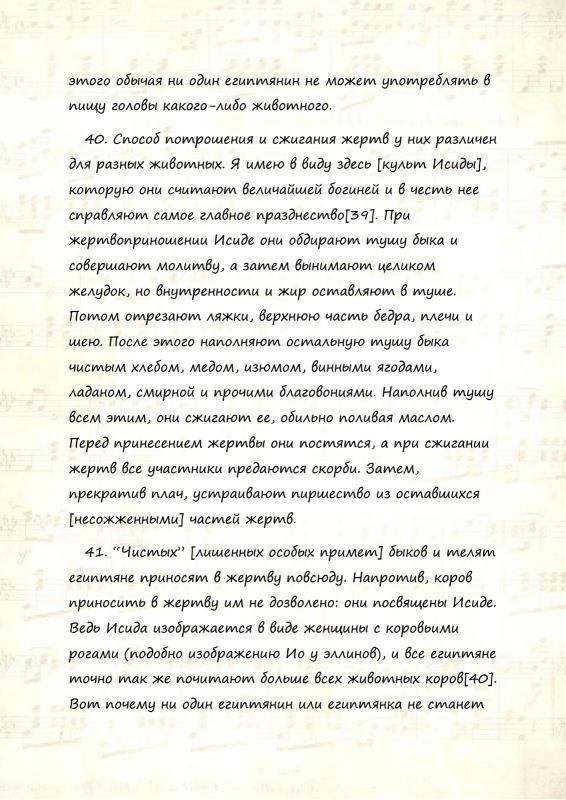 этого обычая ни один египтянин не может употреблять в
пищу головы какого-либо животного.
40. Способ потрошения и сжигания жертв у них различен
для разных животных. Я имею в виду здесь [культ Исиды],
которую они считают величайшей богиней и в честь нее
справляют самое главное празднество[39]. При
жертвоприношении Исиде они обдирают тушу быка и
совершают молитву, а затем вынимают целиком
желудок, но внутренности и жир оставляют в туше.
Потом отрезают ляжки, верхнюю часть бедра, плечи и
шею. После этого наполняют остальную тушу быка
чистым хлебом, медом, изюмом, винными ягодами,
ладаном, смирной и прочими благовониями. Наполнив тушу
всем этим, они сжигают ее, обильно поливая маслом.
Перед принесением жертвы они постятся, а при сжигании
жертв все участники предаются скорби. Затем,
прекратив плач, устраивают пиршество из оставшихся
[несожженными] частей жертв.
41. “Чистых” [лишенных особых примет] быков и телят
египтяне приносят в жертву повсюду. Напротив, коров
приносить в жертву им не дозволено: они посвящены Исиде.
Ведь Исида изображается в виде женщины с коровьими
рогами (подобно изображению Ио у эллинов), и все египтяне
точно так же почитают больше всех животных коров[40].
Вот почему ни один египтянин или египтянка не станет